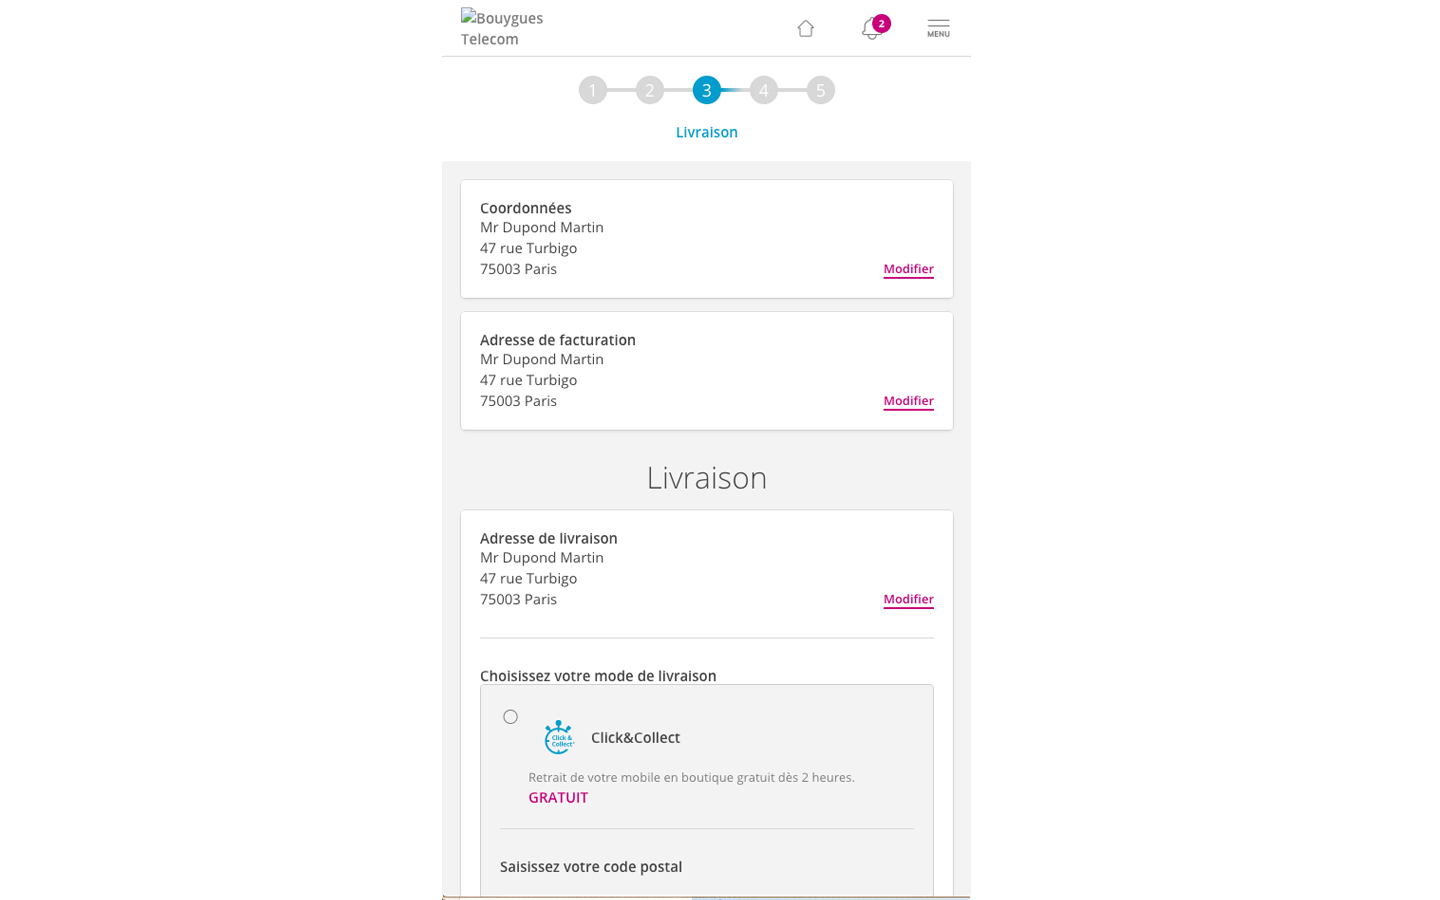 Bouygues
Telecom
2
MENU
1 2 3 4 5
Livraison
Coordonnées
Mr Dupond Martin
47 rue Turbigo
75003 Paris
Modifier
Adresse de facturation
Mr Dupond Martin
47 rue Turbigo
75003 Paris
Modifier
Livraison
Adresse de livraison
Mr Dupond Martin
47 rue Turbigo
75003 Paris
Modifier
Choisissez votre mode de livraison
Click &
Collect
Click&Collect
Retrait de votre mobile en boutique gratuit dès 2 heures.
GRATUIT
Saisissez votre code postal